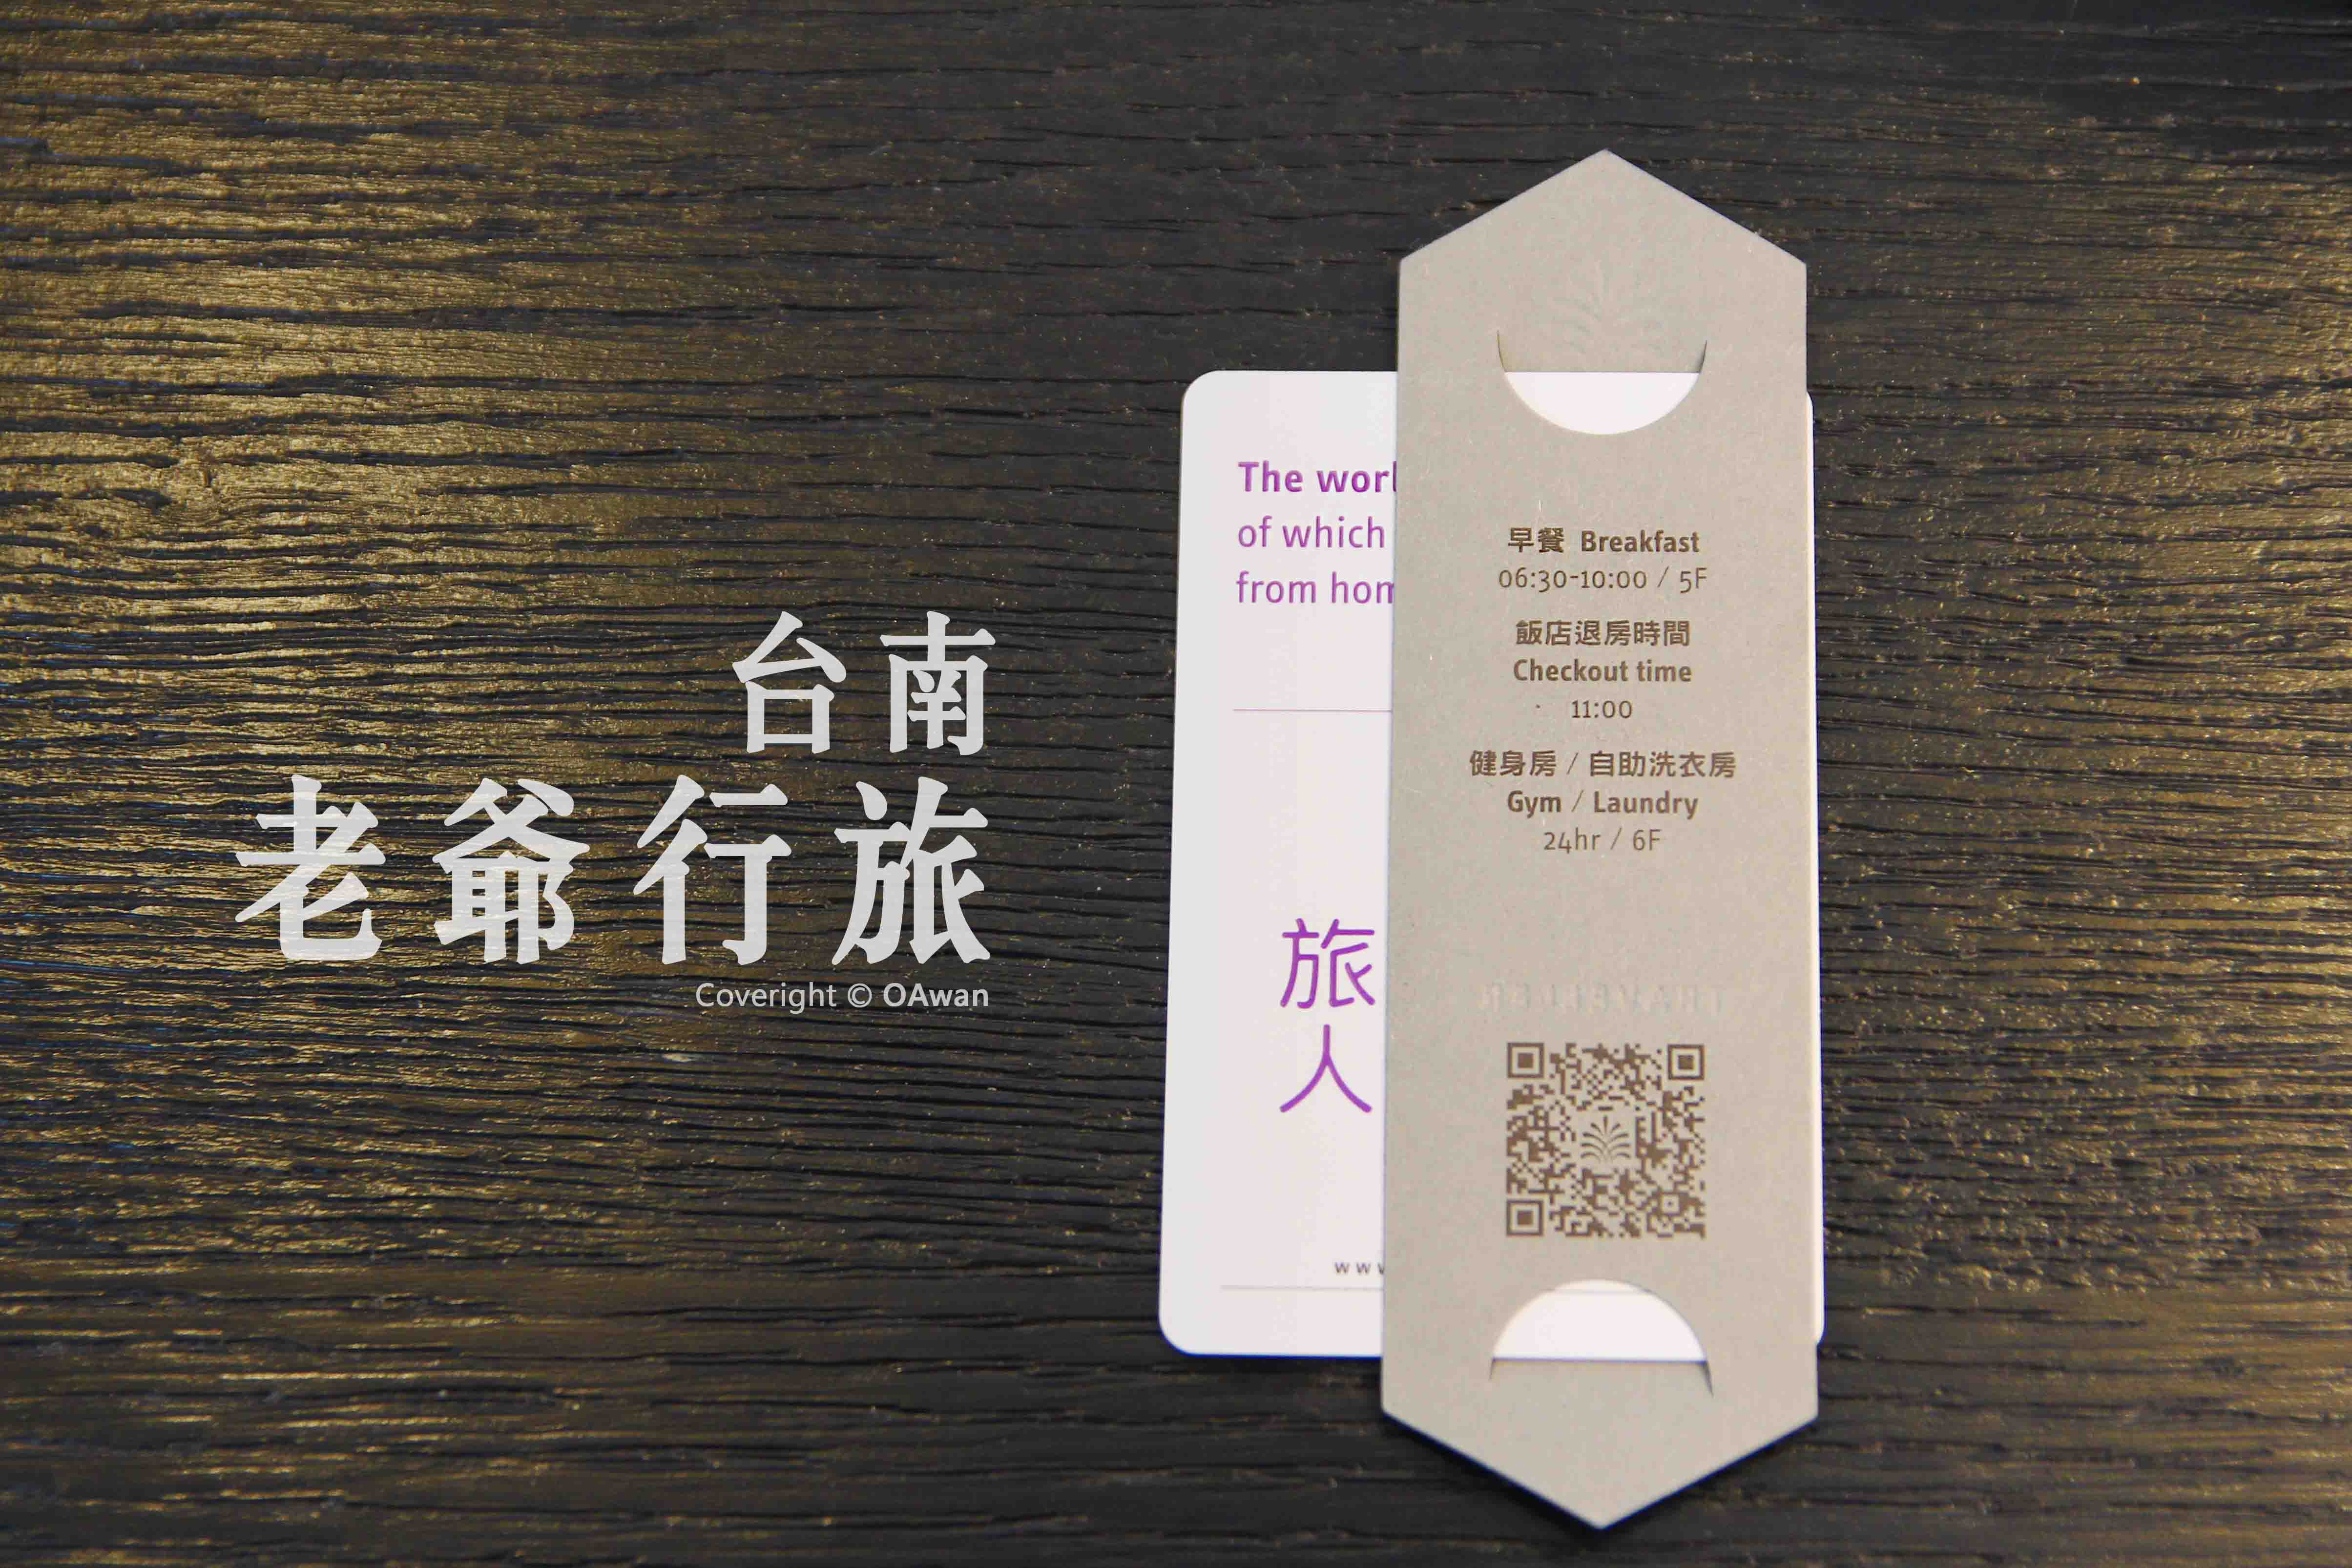 台南
老爺行旅
Coveright © OAwan
The worl
of which
from hom
旅
人
www
早餐 Breakfast
06:30-10:00 / 5F
飯店退房時間
Checkout time
11:00
健身房 / 自助洗衣房
Gym / Laundry
24hr / 6F